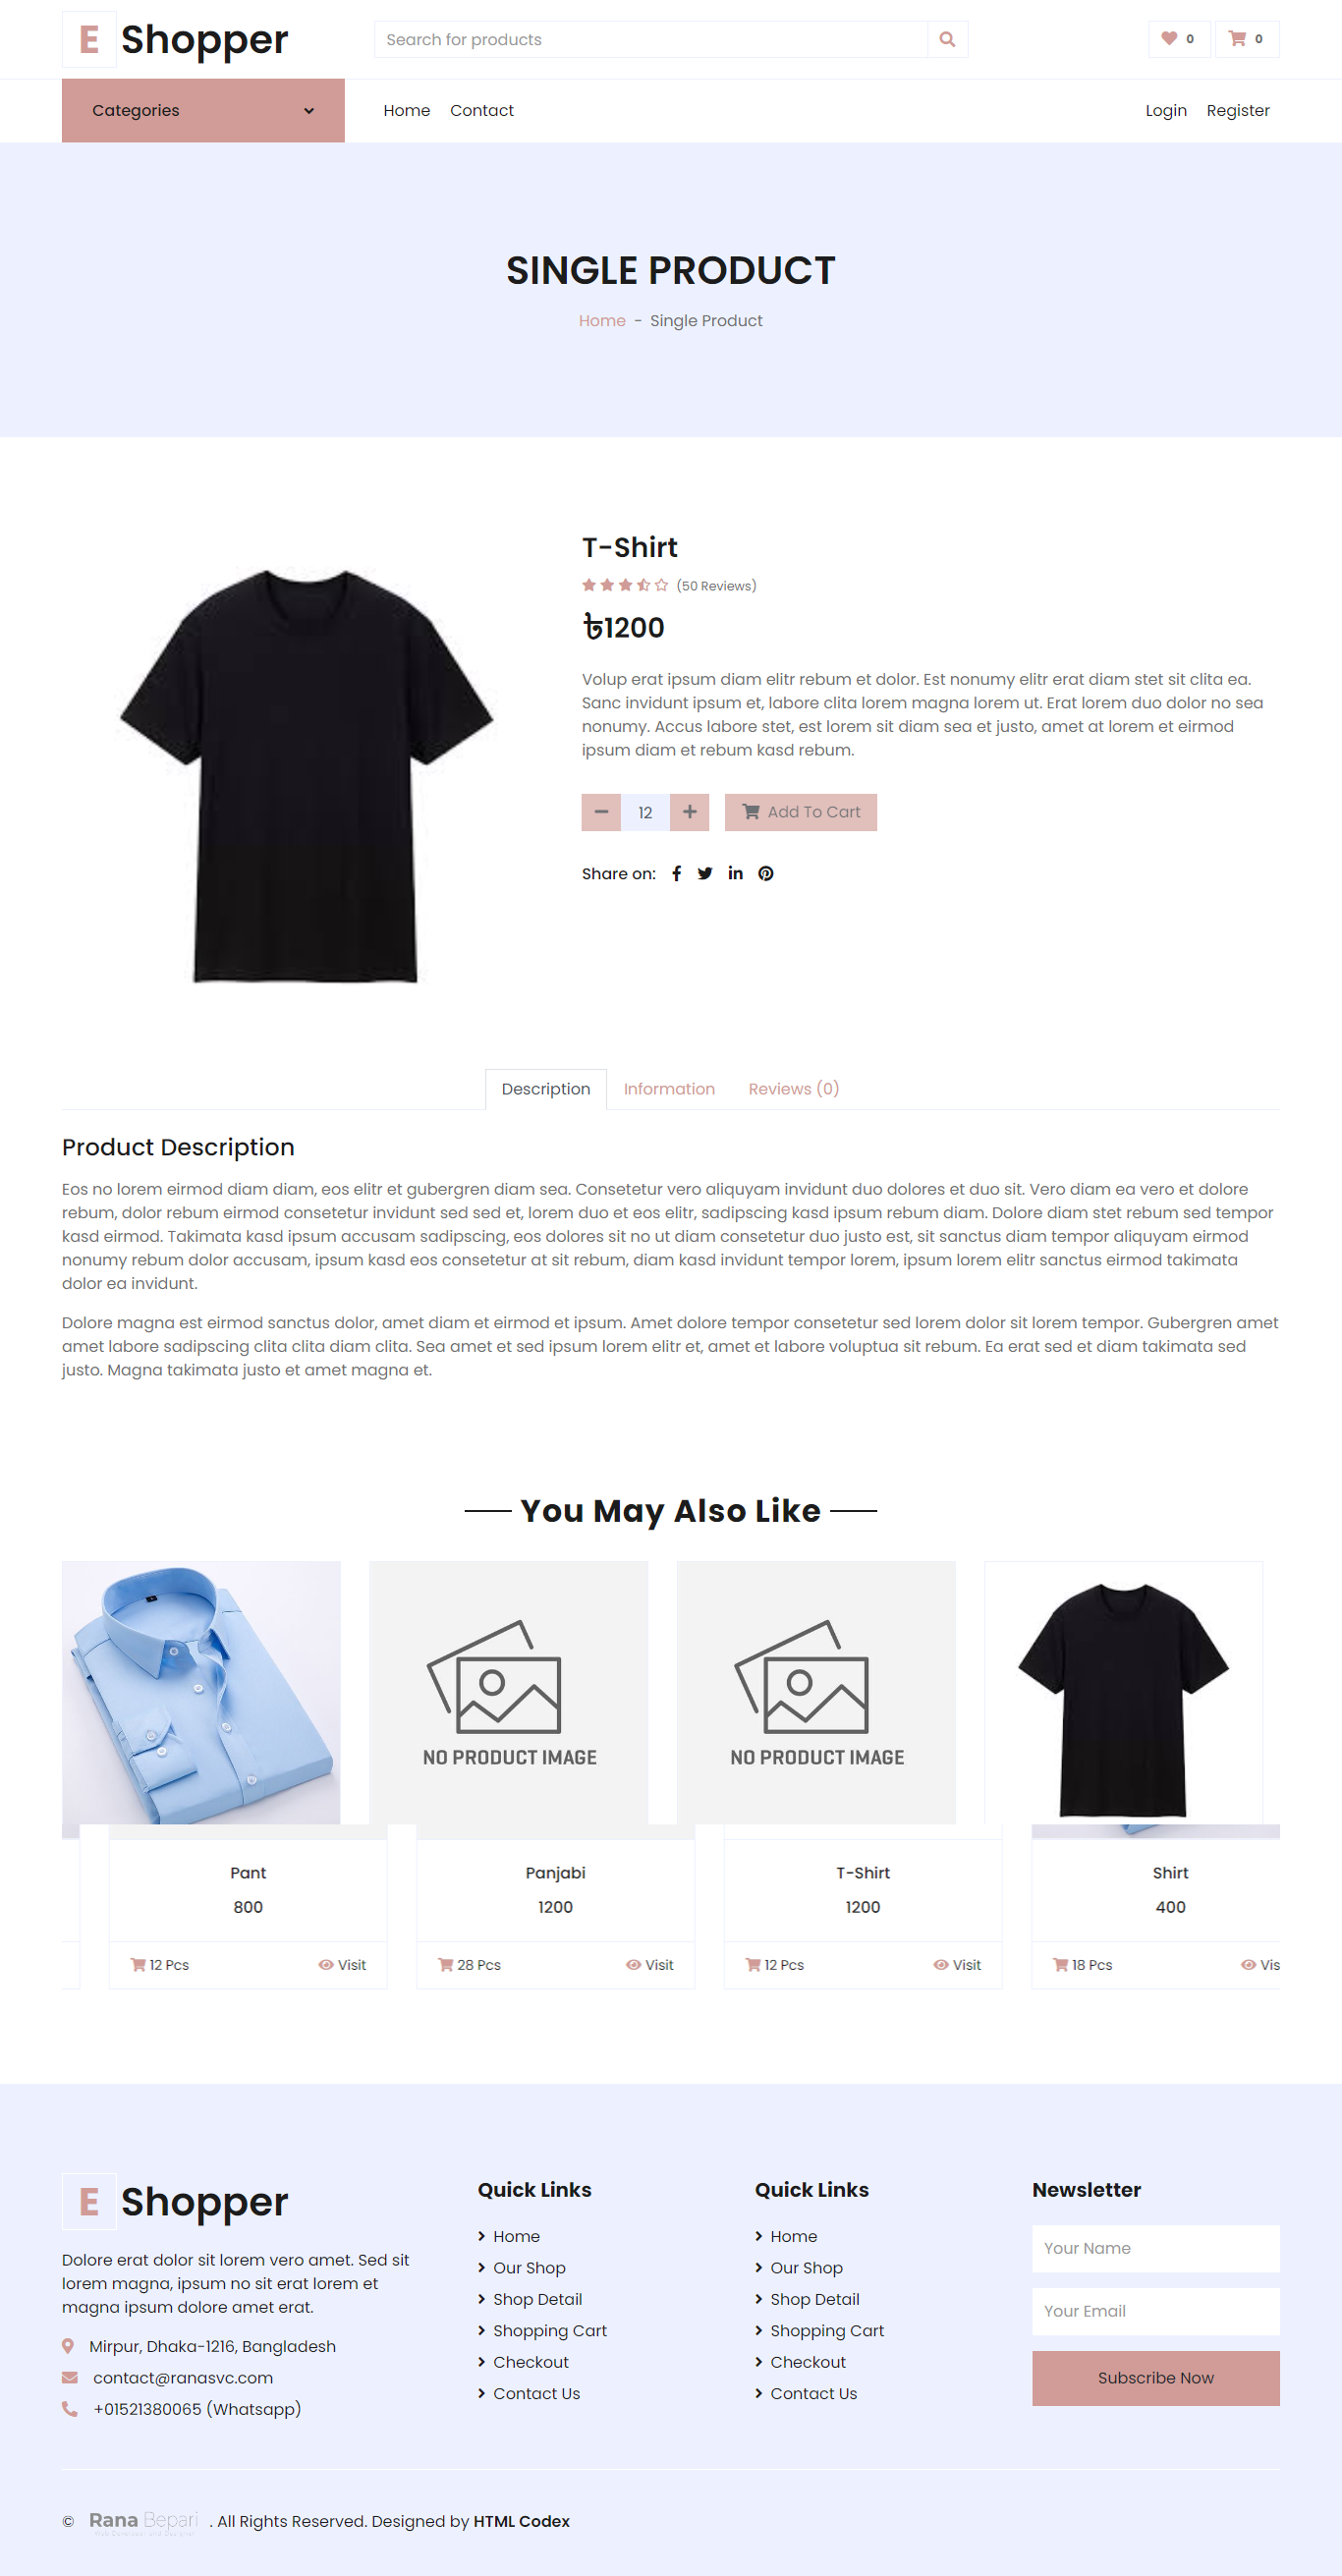 E Shopper
Search for products
0
0
Categories
Home Contact
Login Register
SINGLE PRODUCT
Home - Single Product
T-Shirt
(50 Reviews)
৳1200
Volup erat ipsum diam elitr rebum et dolor. Est nonumy elitr erat diam stet sit clita ea.
Sanc invidunt ipsum et, labore clita lorem magna lorem ut. Erat lorem duo dolor no sea
nonumy. Accus labore stet, est lorem sit diam sea et justo, amet at lorem et eirmod
ipsum diam et rebum kasd rebum.
12
Add To Cart
Share on:
Description Information Reviews (0)
Product Description
Eos no lorem eirmod diam diam, eos elitr et gubergren diam sea. Consetetur vero aliquyam invidunt duo dolores et duo sit. Vero diam ea vero et dolore
rebum, dolor rebum eirmod consetetur invidunt sed sed et, lorem duo et eos elitr, sadipscing kasd ipsum rebum diam. Dolore diam stet rebum sed tempor
kasd eirmod. Takimata kasd ipsum accusam sadipscing, eos dolores sit no ut diam consetetur duo justo est, sit sanctus diam tempor aliquyam eirmod
nonumy rebum dolor accusam, ipsum kasd eos consetetur at sit rebum, diam kasd invidunt tempor lorem, ipsum lorem elitr sanctus eirmod takimata
dolor ea invidunt.
Dolore magna est eirmod sanctus dolor, amet diam et eirmod et ipsum. Amet dolore tempor consetetur sed lorem dolor sit lorem tempor. Gubergren amet
amet labore sadipscing clita clita diam clita. Sea amet et sed ipsum lorem elitr et, amet et labore voluptua sit rebum. Ea erat sed et diam takimata sed
justo. Magna takimata justo et amet magna et.
You May Also Like
NO PRODUCT IMAGE
NO PRODUCT IMAGE
Pant
800
12 Pcs Visit
Panjabi
1200
28 Pcs Visit
T-Shirt
1200
12 Pcs Visit
Shirt
400
18 Pcs Vis
E Shopper
Dolore erat dolor sit lorem vero amet. Sed sit
lorem magna, ipsum no sit erat lorem et
magna ipsum dolore amet erat.
Mirpur, Dhaka-1216, Bangladesh
contact@ranasvc.com
+01521380065 (Whatsapp)
Quick Links
Home
Our Shop
Shop Detail
Shopping Cart
Checkout
Contact Us
Quick Links
Home
Our Shop
Shop Detail
Shopping Cart
Checkout
Contact Us
Newsletter
Your Name
Your Email
Subscribe Now
© Rana Bepari . All Rights Reserved. Designed by HTML Codex